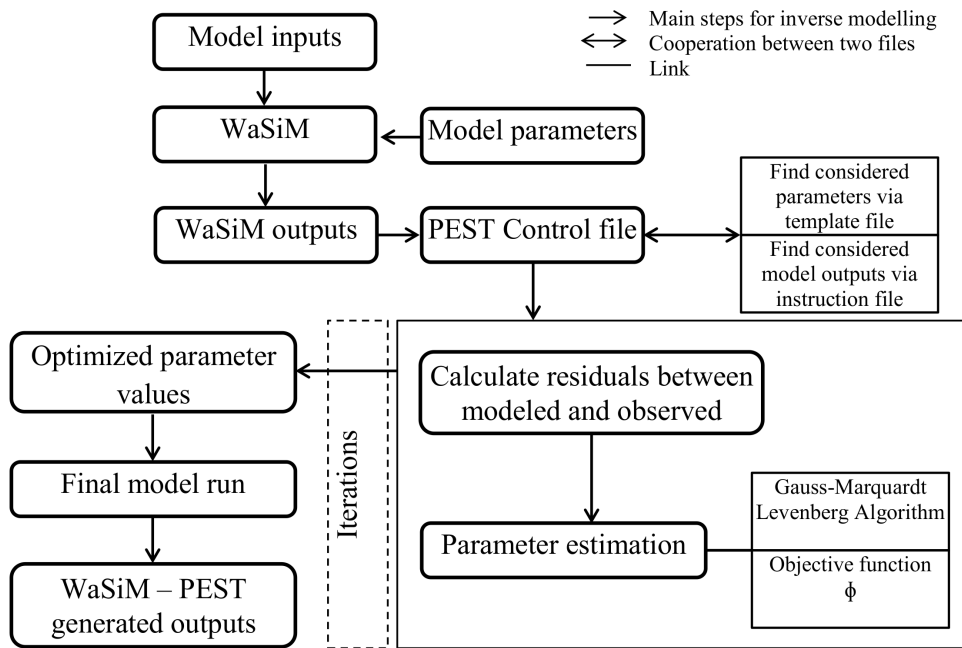 Model inputs
Main steps for inverse modelling
Cooperation between two files
Link
WaSiM
Model parameters
WaSiM outputs
PEST Control file
Find considered
parameters via
template file
Find considered
model outputs via
instruction file
Optimized parameter
values
Final model run
WaSiM – PEST
generated outputs
Iterations
Calculate residuals between
modeled and observed
Parameter estimation
Gauss-Marquardt
Levenberg Algorithm
Objective function
ϕ